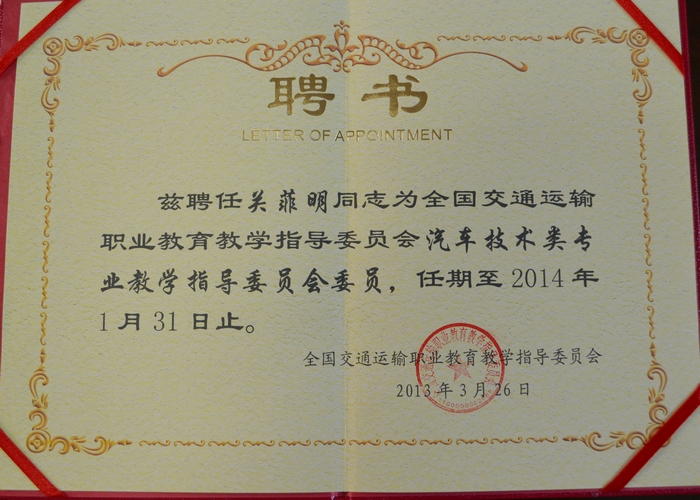 聘书
LETTER OF APPOINTMENT
兹聘任关菲明同志为全国交通运输
职业教育教学指导委员会汽车技术类专
业教学指导委员会委员，任期至2014年
1月31日止。
全国交通运输职业教育教学指导委员会
2013年3月26日